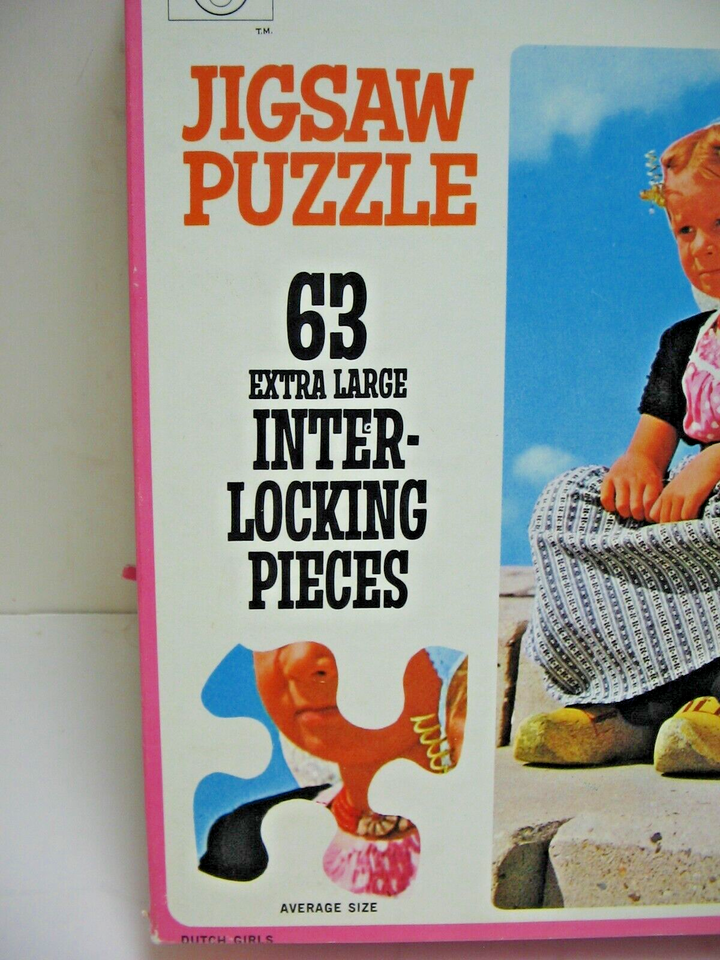 T.M.
JIGSAW
PUZZLE
63
EXTRA LARGE
INTER-
LOCKING
PIECES
AVERAGE SIZE
DUTCH GIRLS